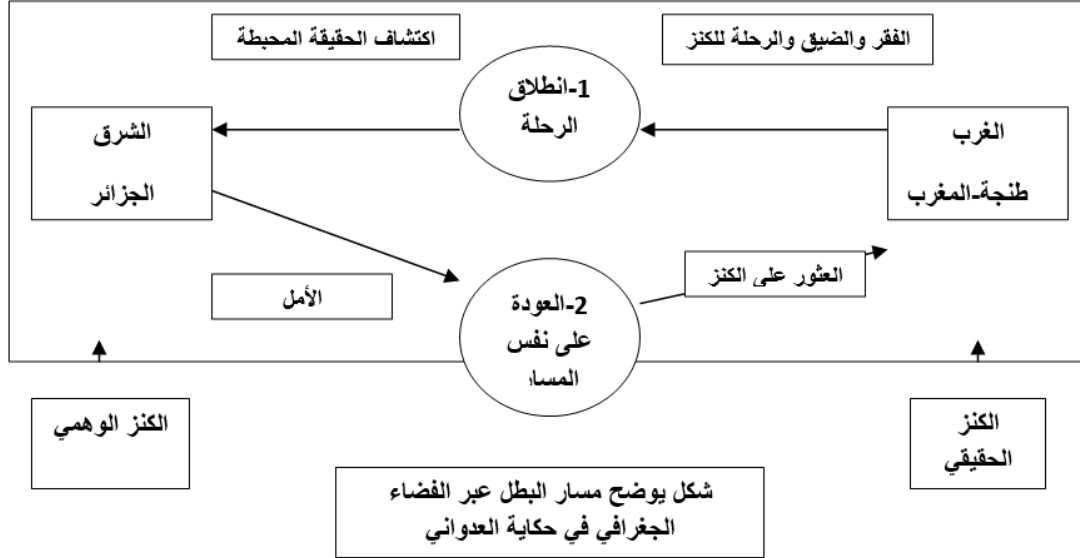 الفقر والضيق والرحلة للكنز
اكتشاف الحقيقة المحبطة
1-انطلاق
الرحلة
الغرب
طنجة-المغرب
الشرق
الجزائر
العثور على الكنز
الأمل
2-العودة
على نفس
الكنز
الحقيقي
الكنز الوهمي
شكل يوضح مسار البطل عبر الفضاء
الجغرافي في حكاية العدواني